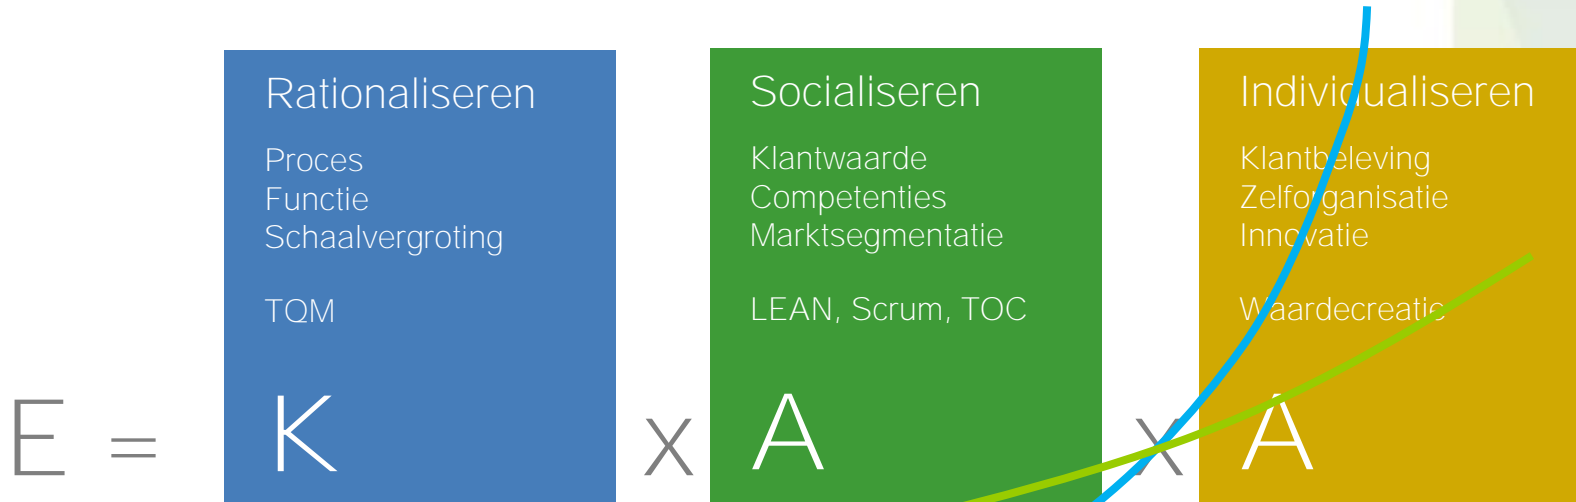 Rationaliseren
Proces
Functie
Schaalvergroting
TQM
Socialiseren
Klantwaarde
Competenties
Marktsegmentatie
LEAN, Scrum, TOC
Individualiseren
Klantbeleving
Zelforganisatie
Innovatie
Waardecreatie
E = K x A x A